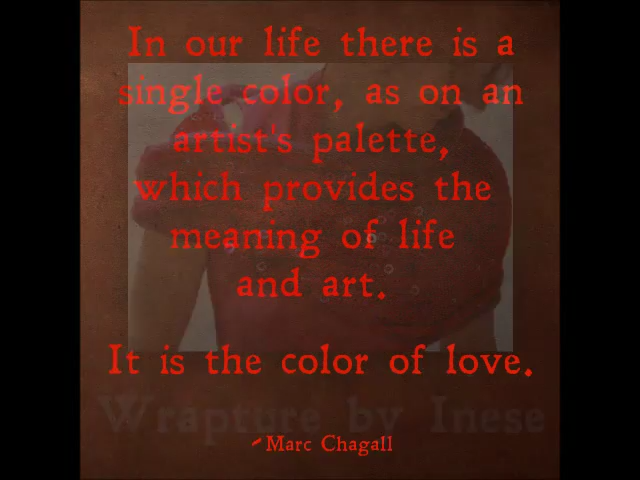 In our life there is a
single color, as on an
artist's palette,
which provides the
meaning of life
and art.
It is the color of love.
Wrapture by Inese
~ Marc Chagall